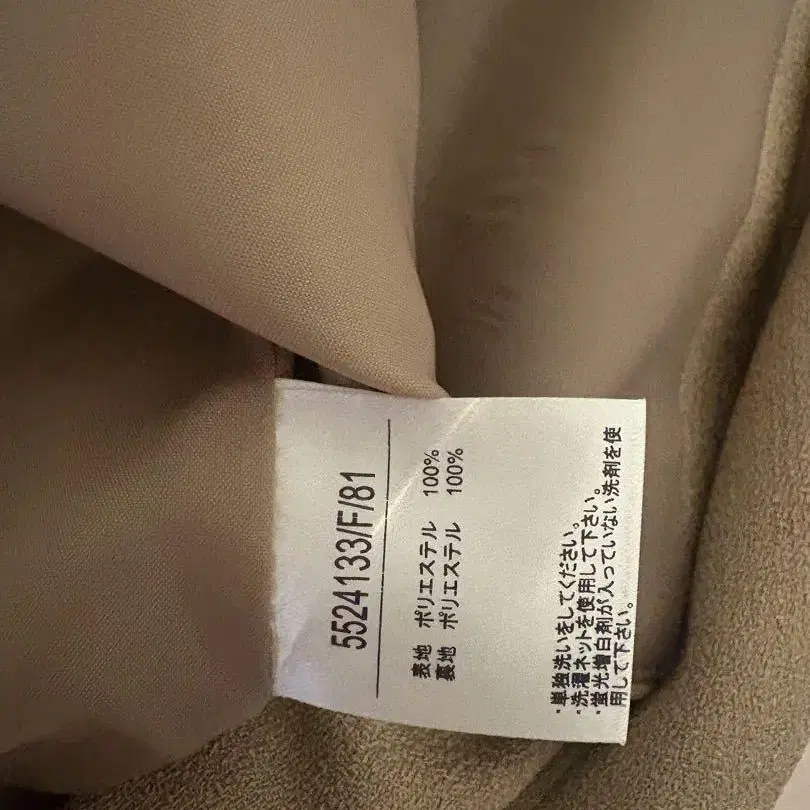 5524133/F/81
表地 ポリエステル 100%
裏地 ポリエステル 100%
・単独洗いをしてください。
・洗濯ネットを使用して下さい。
・蛍光増白剤が入っていない洗剤を使
用して下さい。